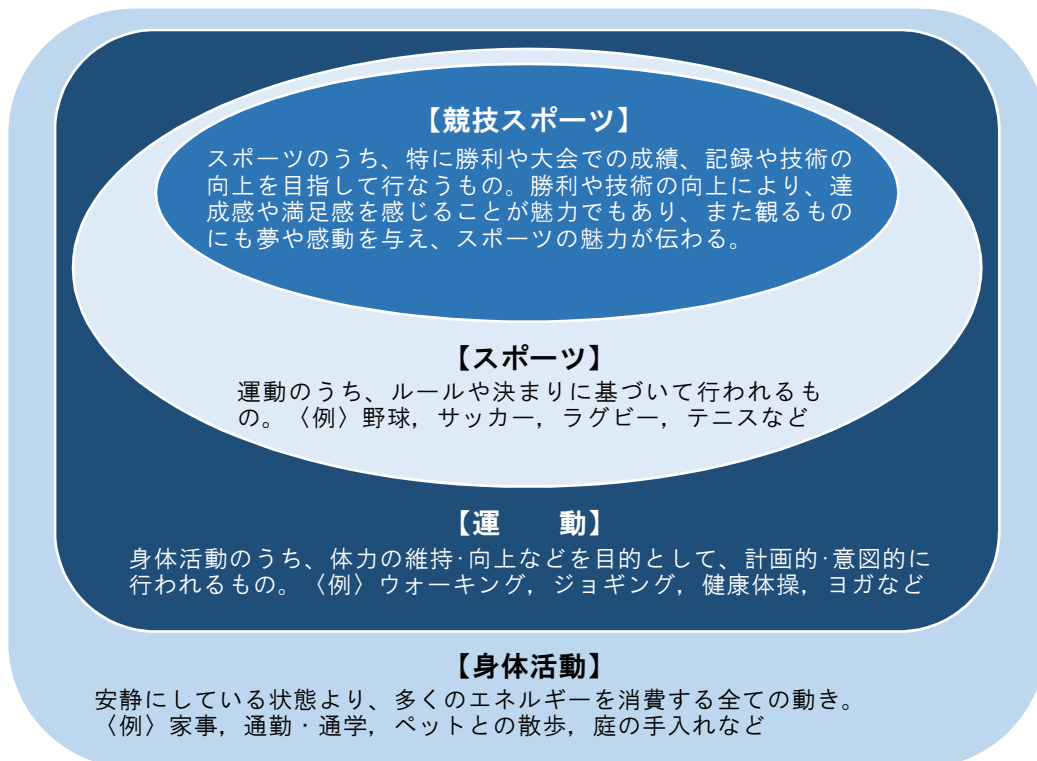 【競技スポーツ】
スポーツのうち、特に勝利や大会での成績、記録や技術の
向上を目指して行なうもの。勝利や技術の向上により、達
成感や満足感を感じることが魅力でもあり、また観るもの
にも夢や感動を与え、スポーツの魅力が伝わる。
【スポーツ】
運動のうち、ルールや決まりに基づいて行われるも
の。〈例〉野球，サッカー，ラグビー，テニスなど
【運　　動】
身体活動のうち、体力の維持･向上などを目的として、計画的･意図的に
行われるもの。〈例〉ウォーキング，ジョギング，健康体操，ヨガなど
【身体活動】
安静にしている状態より、多くのエネルギーを消費する全ての動き。
〈例〉家事，通勤・通学，ペットとの散歩，庭の手入れなど